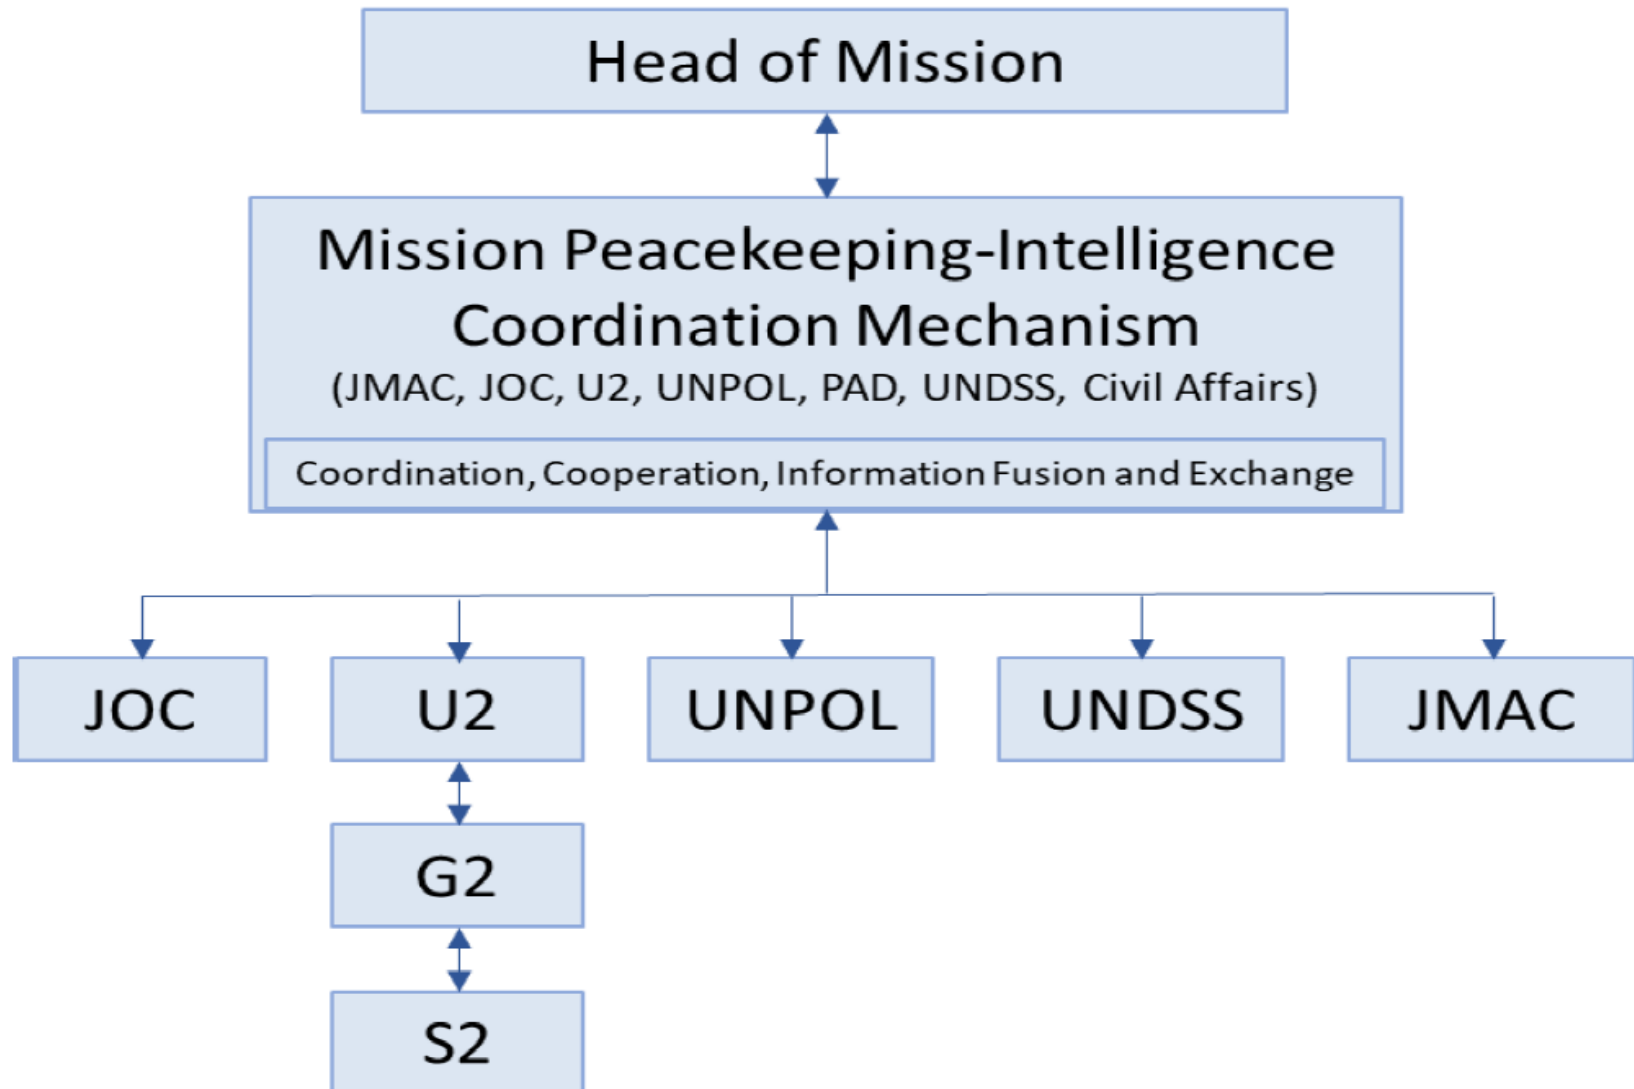 Head of Mission
Mission Peacekeeping-Intelligence
Coordination Mechanism
(JMAC, JOC, U2, UNPOL, PAD, UNDSS, Civil Affairs)
Coordination, Cooperation, Information Fusion and Exchange
JOC
U2
UNPOL
UNDSS
JMAC
G2
S2